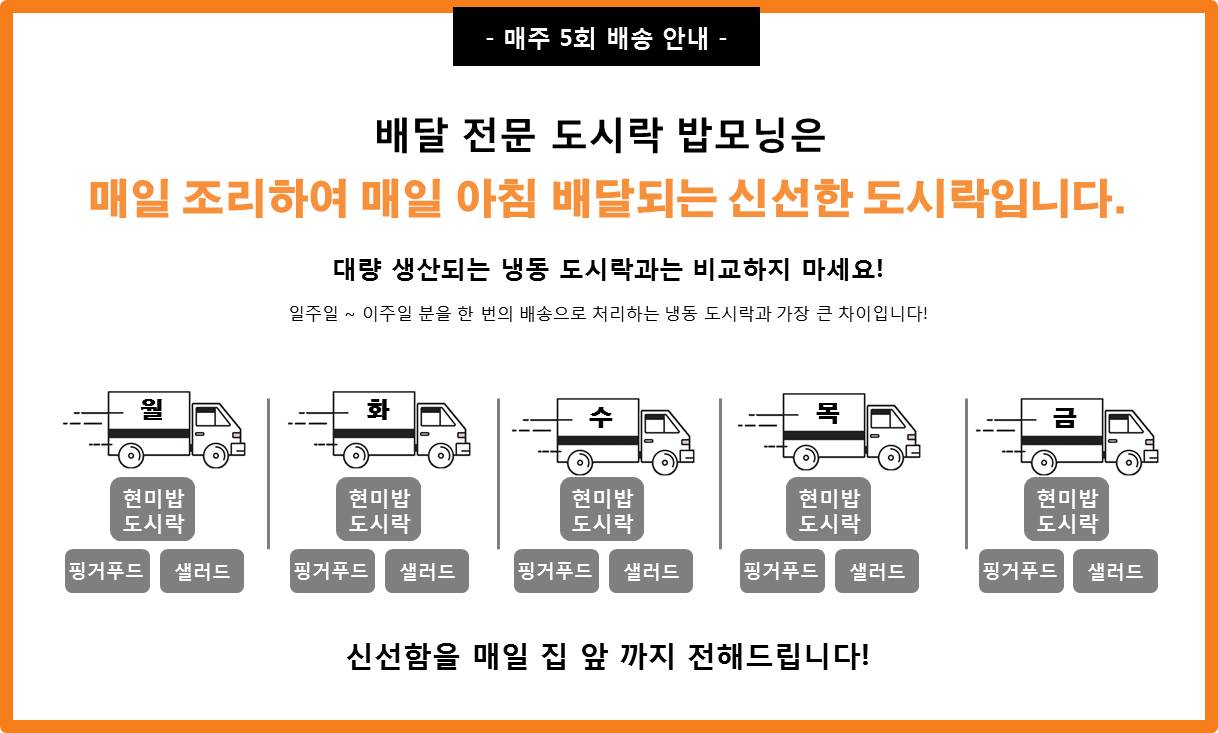 - 매주 5회 배송 안내 -
배달 전문 도시락 밥모닝은
매일 조리하여 매일 아침 배달되는 신선한 도시락입니다.
대량 생산되는 냉동 도시락과는 비교하지 마세요!
일주일 ~ 이주일 분을 한 번의 배송으로 처리하는 냉동 도시락과 가장 큰 차이입니다!
월
현미밥
도시락
핑거푸드 샐러드
화
현미밥
도시락
핑거푸드 샐러드
수
현미밥
도시락
핑거푸드 샐러드
목
현미밥
도시락
핑거푸드 샐러드
금
현미밥
도시락
핑거푸드 샐러드
신선함을 매일 집 앞 까지 전해드립니다!